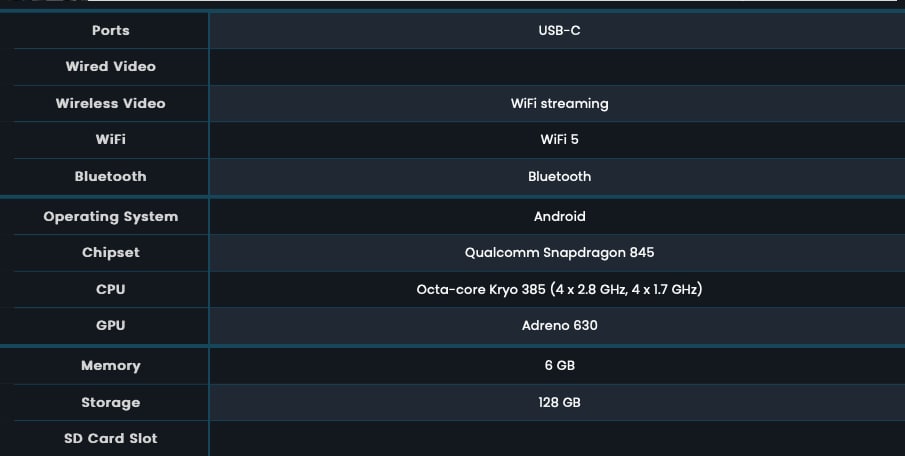 Ports USB-C
Wired Video
Wireless Video WiFi streaming
WiFi WiFi 5
Bluetooth Bluetooth
Operating System Android
Chipset Qualcomm Snapdragon 845
CPU Octa-core Kryo 385 (4 x 2.8 GHz, 4 x 1.7 GHz)
GPU Adreno 630
Memory 6 GB
Storage 128 GB
SD Card Slot